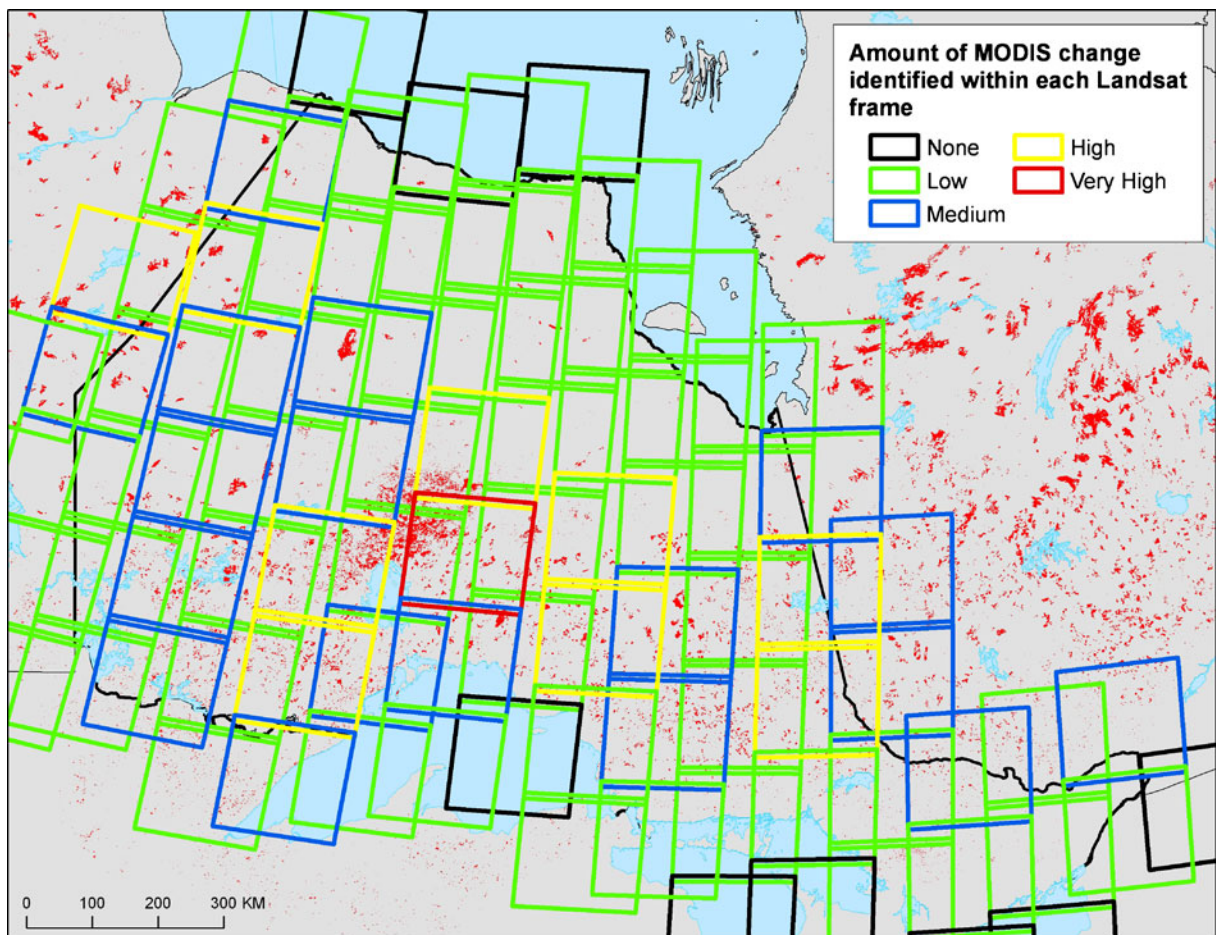 Amount of MODIS change
identified within each Landsat
frame
None
High
Low
Very High
Medium
0 100 200 300 KM